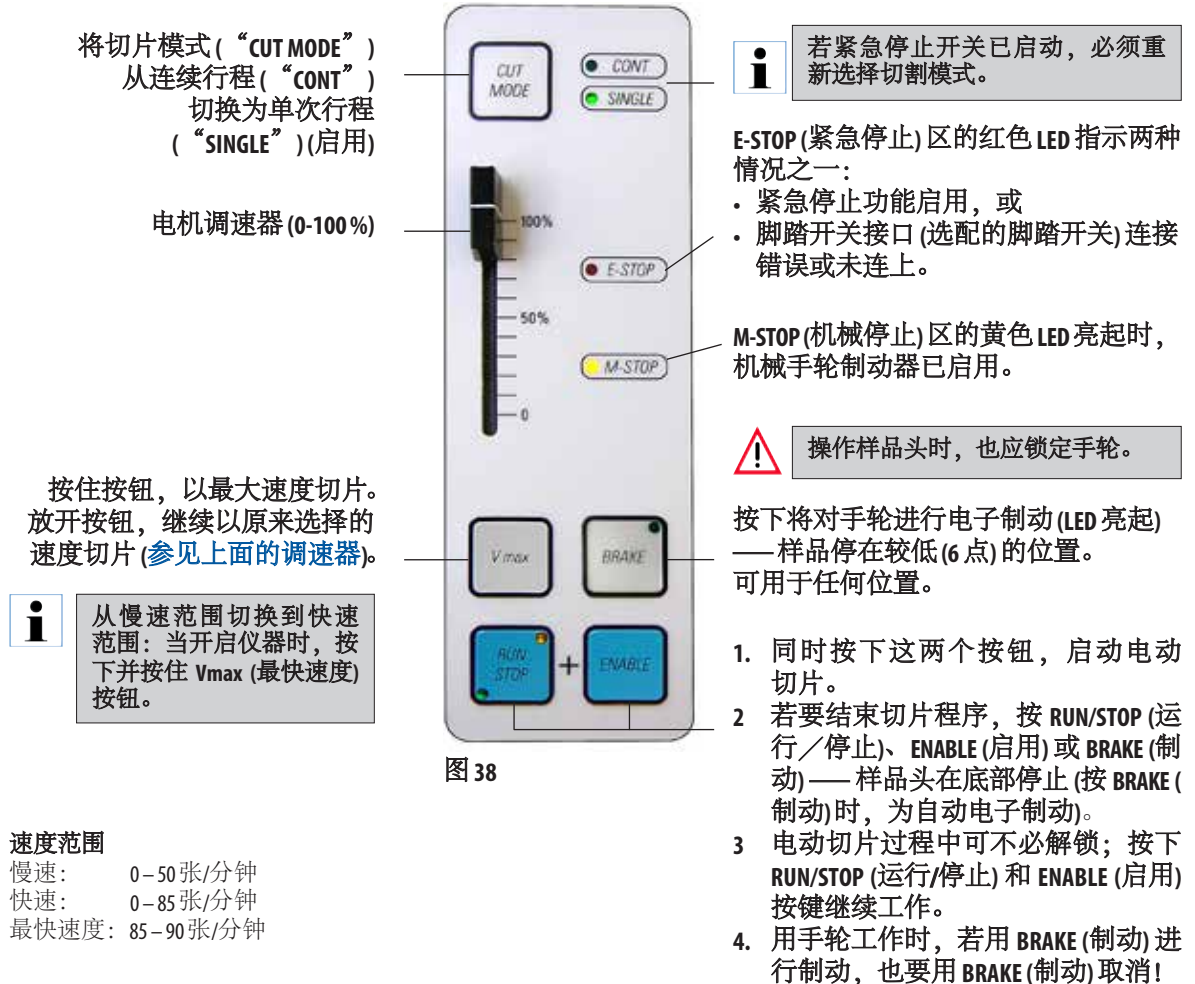 将切片模式 (“CUT MODE”)
从连续行程 (“CONT”)
切换为单次行程
(“SINGLE”) (启用)
电机调速器 (0-100 %)
按住按钮，以最大速度切片。
放开按钮，继续以原来选择的
速度切片 (参见上面的调速器)。
从慢速范围切换到快速
范围：当开启仪器时，按
下并按住 Vmax (最快速度)
按钮。
速度范围
慢速： 0 – 50 张/分钟
快速： 0 – 85 张/分钟
最快速度： 85 – 90 张/分钟
CUT
MODE
CONT
SINGLE
100%
E-STOP
50%
M-STOP
0
V max
BRAKE
RUN
STOP
+
ENABLE
图 38
若紧急停止开关已启动，必须重
新选择切割模式。
E-STOP (紧急停止) 区的红色 LED 指示两种
情况之一：
• 紧急停止功能启用，或
• 脚踏开关接口 (选配的脚踏开关) 连接
错误或未连上。
M-STOP (机械停止) 区的黄色 LED 亮起时，
机械手轮制动器已启用。
操作样品头时，也应锁定手轮。
按下将对手轮进行电子制动 (LED 亮起)
—— 样品停在较低 (6 点) 的位置。
可用于任何位置。
1. 同时按下这两个按钮，启动电动
切片。
2 若要结束切片程序，按 RUN/STOP (运
行／停止)、ENABLE (启用) 或 BRAKE (制
动) —— 样品头在底部停止 (按 BRAKE (
制动) 时，为自动电子制动)。
3 电动切片过程中可不必解锁；按下
RUN/STOP (运行/停止) 和 ENABLE (启用)
按键继续工作。
4. 用手轮工作时，若用 BRAKE (制动) 进
行制动，也要用 BRAKE (制动) 取消！